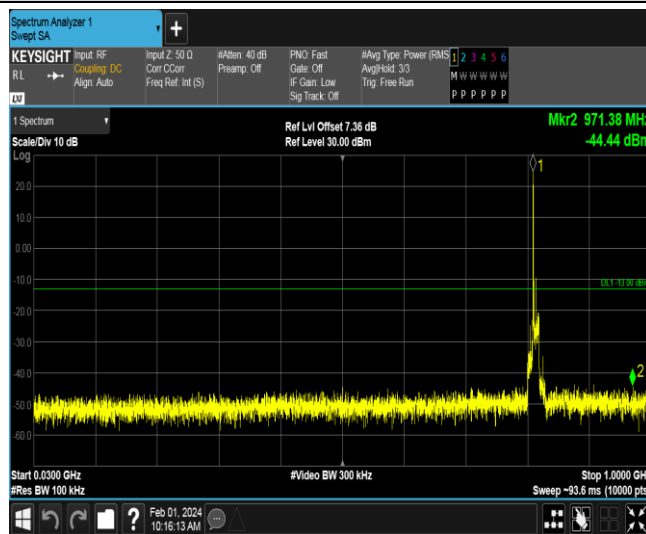 Spectrum Analyzer 1
Swept SA
+
KEYSIGHT
RL
LXI
Input: RF
Coupling: DC
Align: Auto
Input Z: 50 Ω
Corr CCorr
Freq Ref: Int (S)
#Atten: 40 dB
Preamp: Off
PNO: Fast
Gate: Off
IF Gain: Low
Sig Track: Off
#Avg Type: Power (RMS
Avg|Hold: 3/3
Trig: Free Run
1 2 3 4 5 6
M W W W W W
P P P P P P
1 Spectrum
Scale/Div 10 dB
Log
Ref Lvl Offset 7.36 dB
Ref Level 30.00 dBm
Mkr2 971.38 MHz
-44.44 dBm
1
20.0
10.0
0.00
-10.0
DL1 -13.00 dBm
-20.0
-30.0
-40.0
2
-50.0
-60.0
Start 0.0300 GHz
#Res BW 100 kHz
#Video BW 300 kHz
Stop 1.0000 GH
Sweep ~93.6 ms (10000 pts
?
Feb 01, 2024
10:16:13 AM